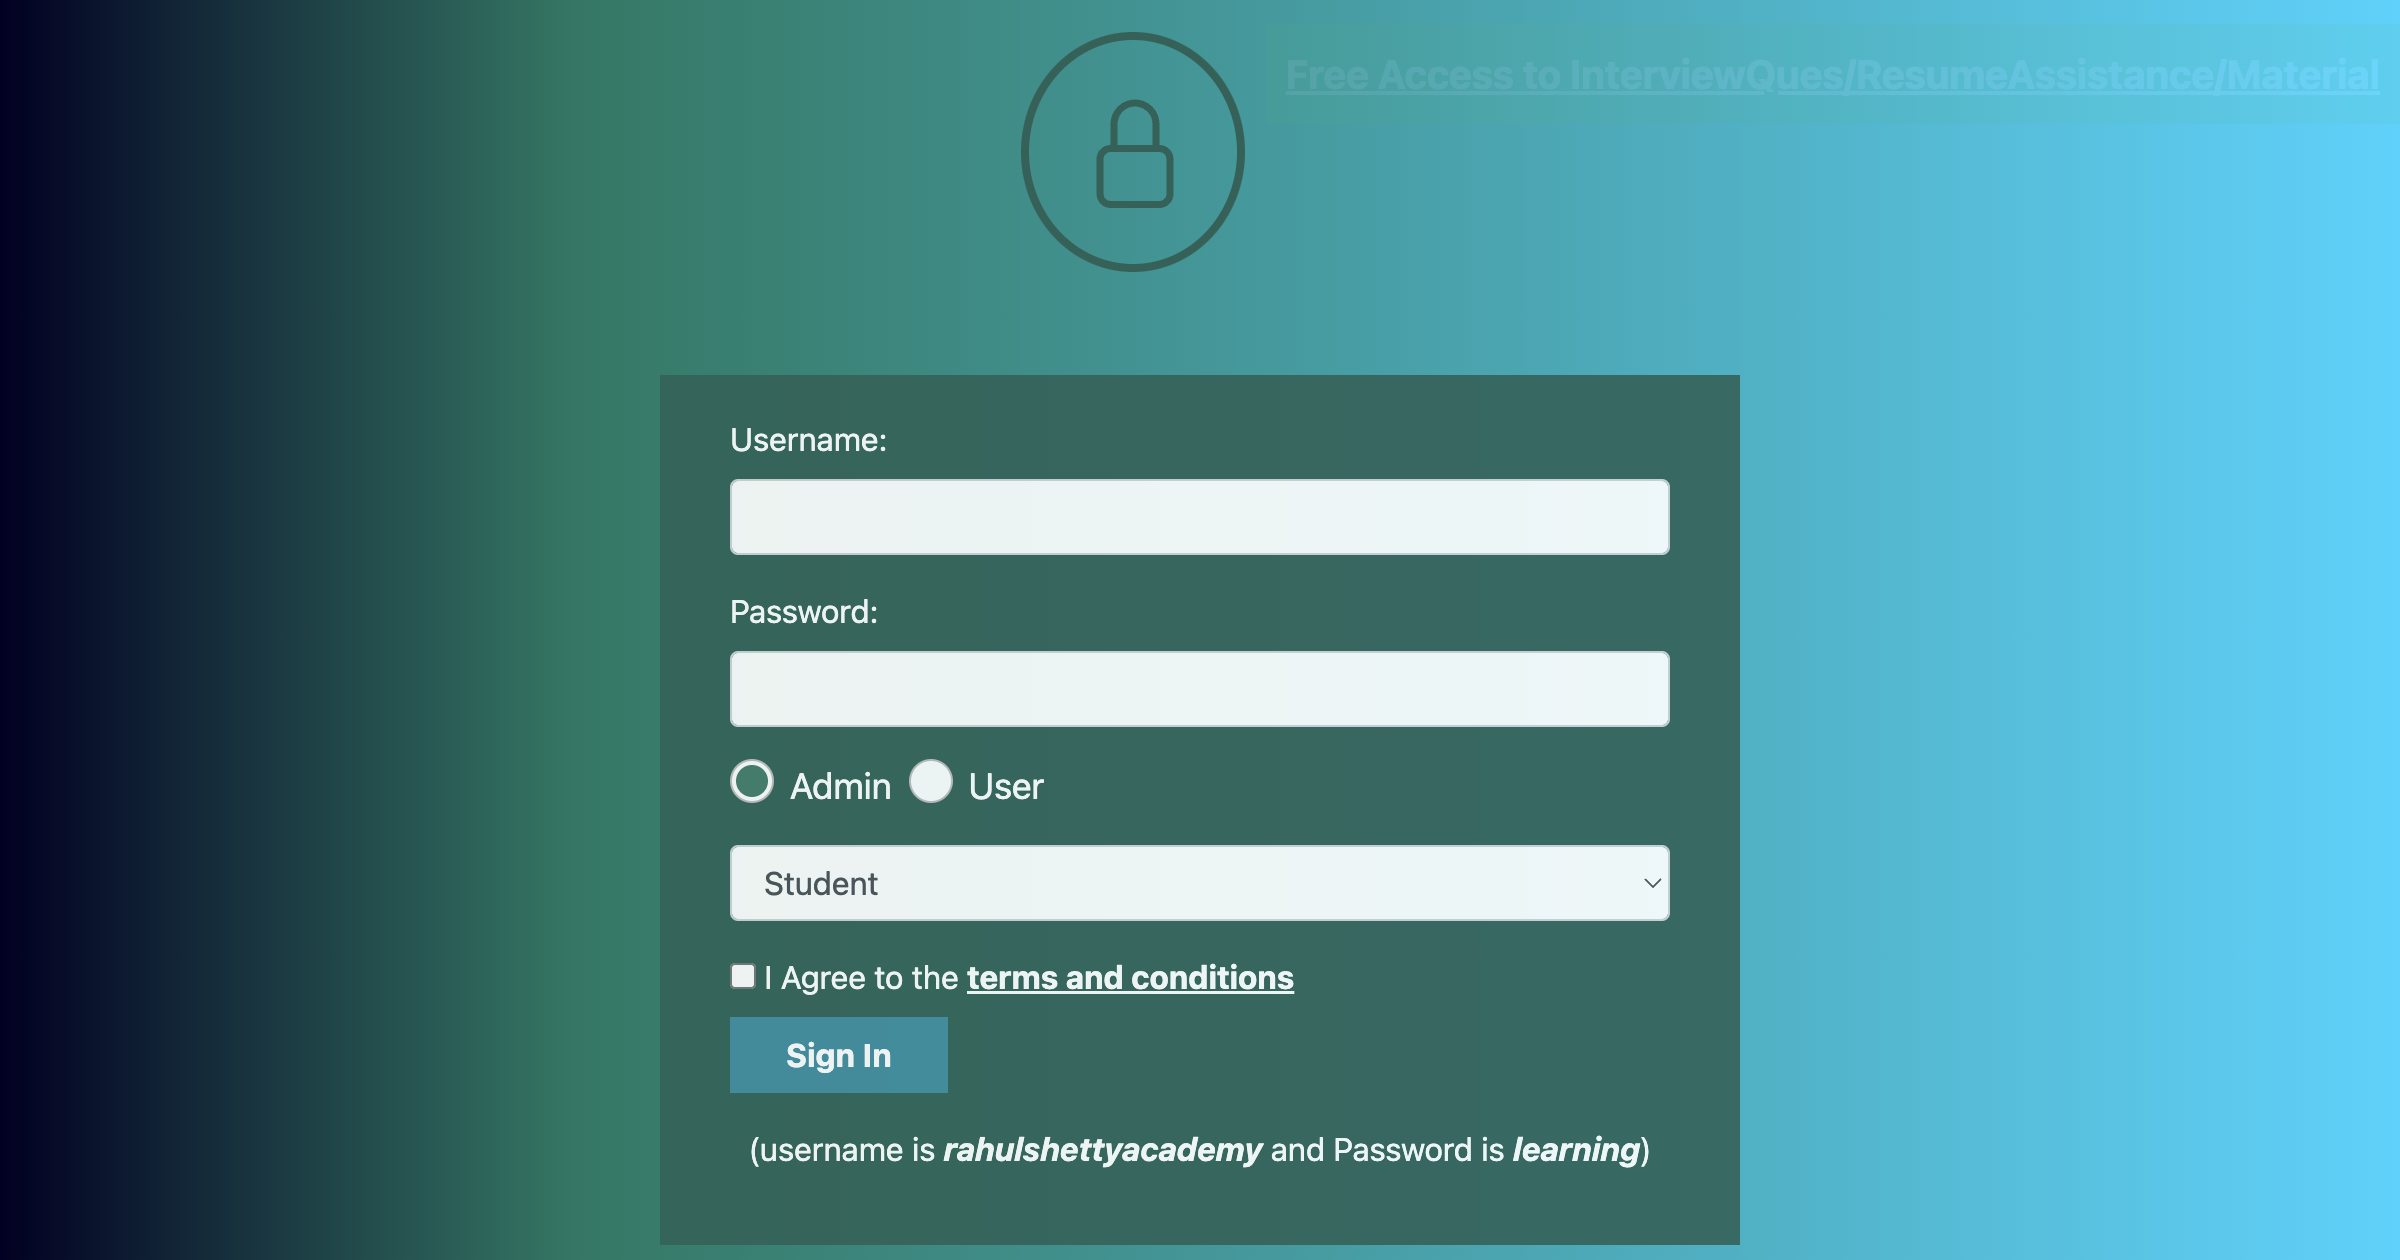 Free Access to InterviewQues/ResumeAssistance/Material
Username:
Password:
Admin User
Student
I Agree to the terms and conditions
Sign In
(username is rahulshettyacademy and Password is learning)